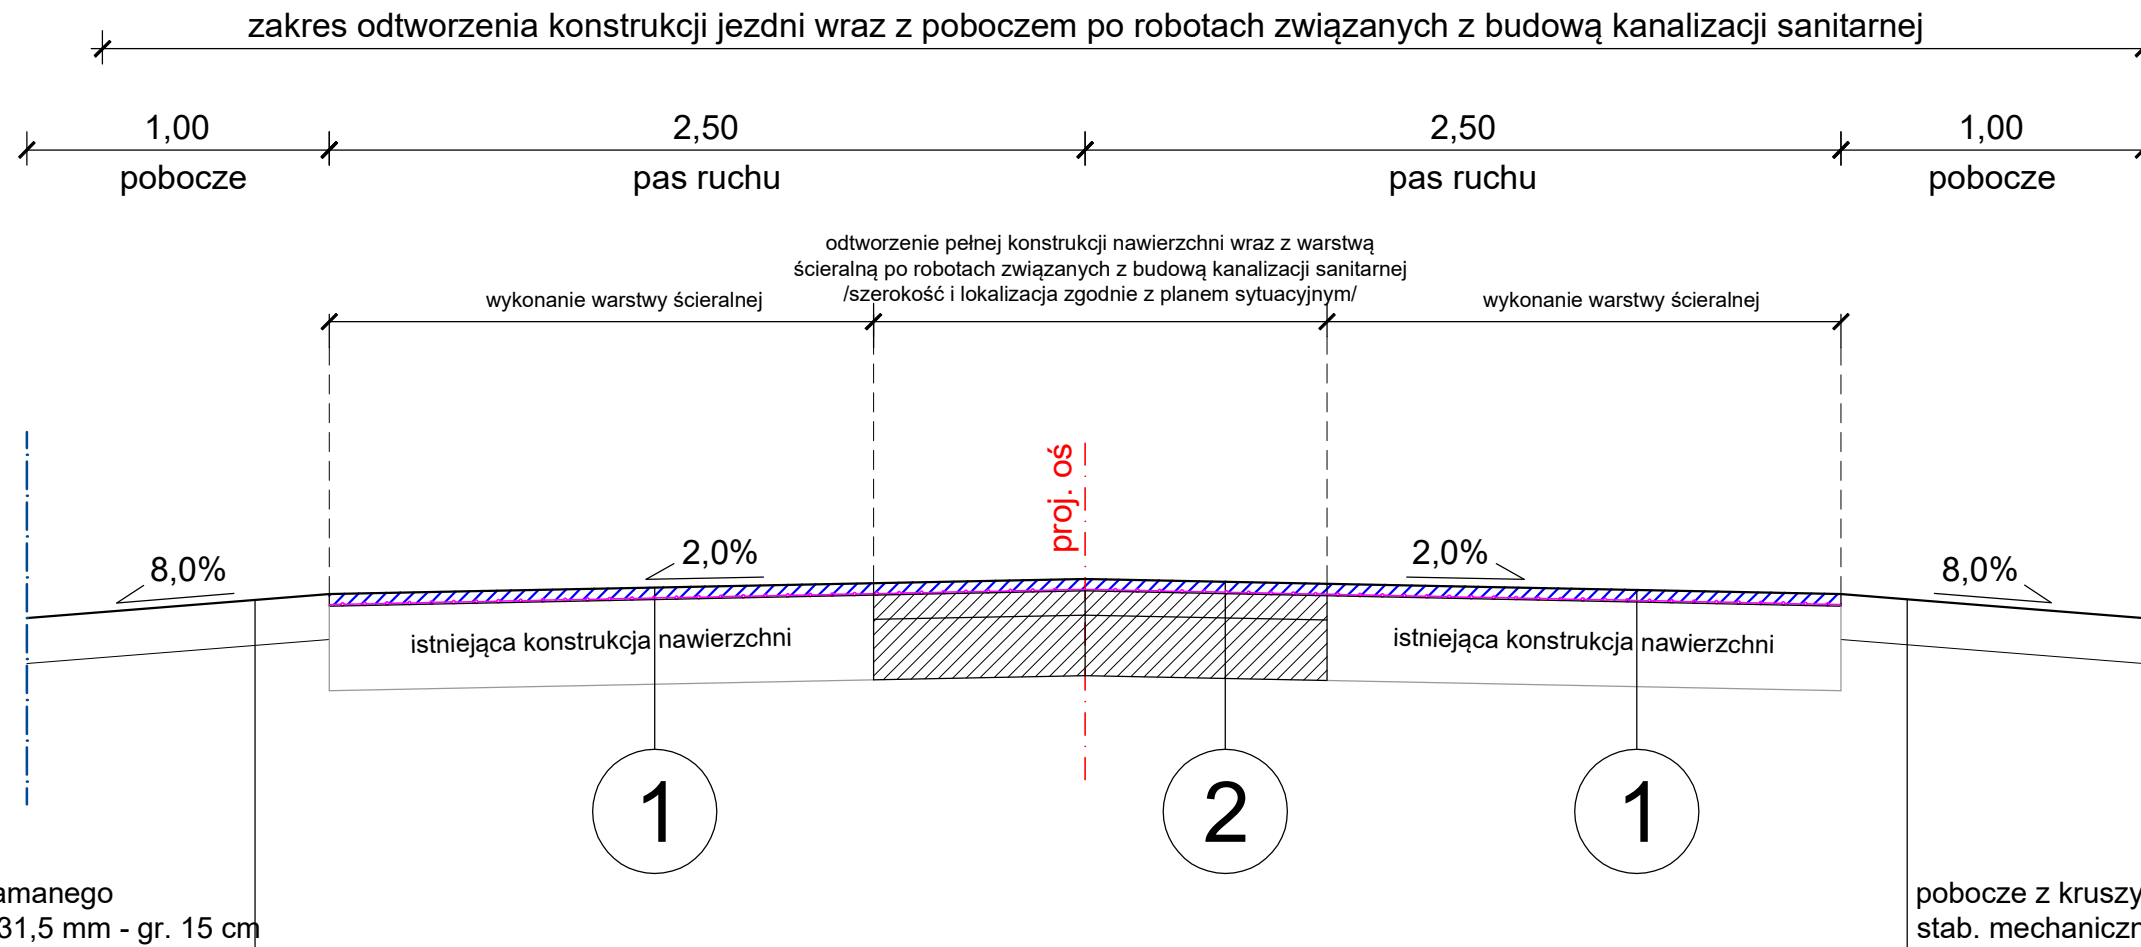 zakres odtworzenia konstrukcji jezdni wraz z poboczem po robotach związanych z budową kanalizacji sanitarnej
1,00 2,50 2,50 1,00
pobocze pas ruchu pas ruchu pobocze
odtworzenie pełnej konstrukcji nawierzchni wraz z warstwą
ścieralną po robotach związanych z budową kanalizacji sanitarnej
/szerokość i lokalizacja zgodnie z planem sytuacyjnym/
wykonanie warstwy ścieralnej wykonanie warstwy ścieralnej
proj. oś
8,0% 2,0% 2,0% 8,0%
istniejąca konstrukcja nawierzchni istniejąca konstrukcja nawierzchni
1 2 1
amanego
31,5 mm - gr. 15 cm
pobocze z kruszy
stab. mechaniczn